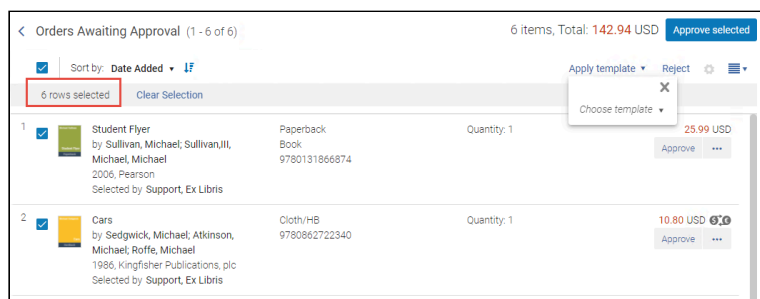 Orders Awaiting Approval (1 - 6 of 6)
6 items, Total: 142.94 USD
Approve selected
Sort by: Date Added
Apply template
Reject
6 rows selected
Clear Selection
Choose template
1
Student Flyer
by Sullivan, Michael; Sullivan,III,
Michael, Michael
2006, Pearson
Selected by Support, Ex Libris
Paperback
Book
9780131866874
Quantity: 1
25.99 USD
Approve
2
Cars
by Sedgwick, Michael; Atkinson,
Michael; Roffe, Michael
1986, Kingfisher Publications, plc
Selected by Support, Ex Libris
Cloth/HB
9780862722340
Quantity: 1
10.80 USD
Approve